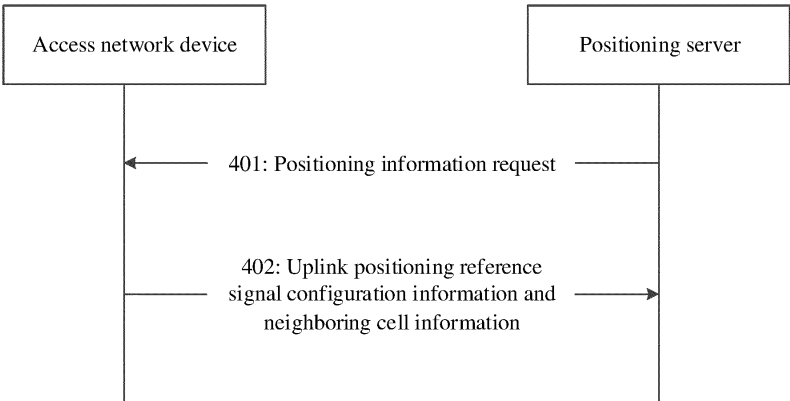 Access network device
Positioning server
401: Positioning information request
402: Uplink positioning reference
signal configuration information and
neighboring cell information